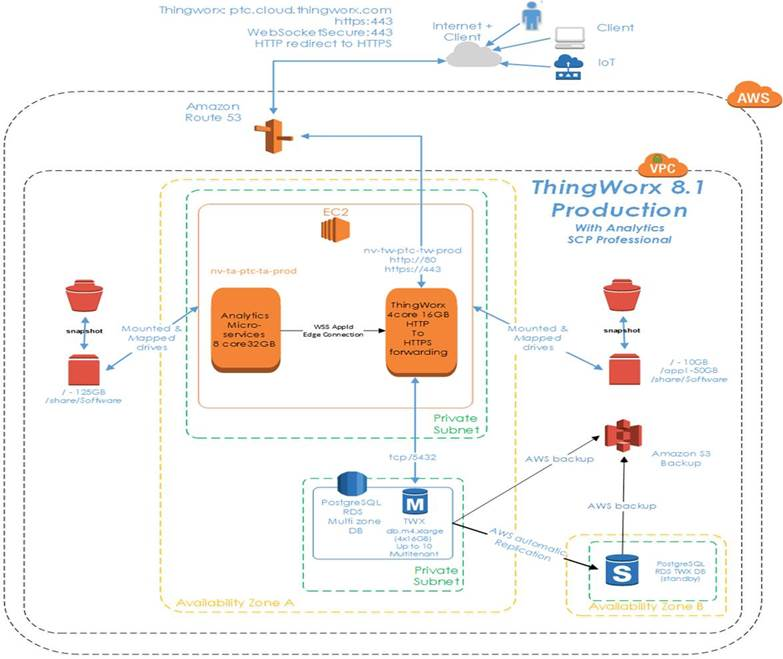 Thingworx: ptc.cloud.thingworx.com
https:443
WebSocketSecure:443
HTTP redirect to HTTPS
Internet +
Client
Client
IoT
AWS
Amazon
Route 53
VPC
ThingWorx 8.1
Production
With Analytics
SCP Professional
EC2
nv-tw-ptc-tw-prod
http://80
https://443
nv-ta-ptc-ta-prod
Analytics
Micro-
services
8 core32GB
WSS AppId
Edge Connection
ThingWorx
4core 16GB
HTTP
To
HTTPS
forwarding
snapshot
Mounted &
Mapped
drives
/ - 125GB
/share/Software
Mounted &
Mapped
drives
snapshot
/ - 10GB
/app1-50GB
/share/Software
Private
Subnet
tcp/5432
PostgreSQL
RDS
Multi zone
DB
M
TWX
db.m4.xlarge
(4x16GB)
Up to 10
Multitenant
Private
Subnet
AWS backup
Amazon S3
Backup
AWS backup
AWS automatic
Replication
S
PostgreSQL
RDS TWX DB
(standby)
Availability Zone A
Availability Zone B